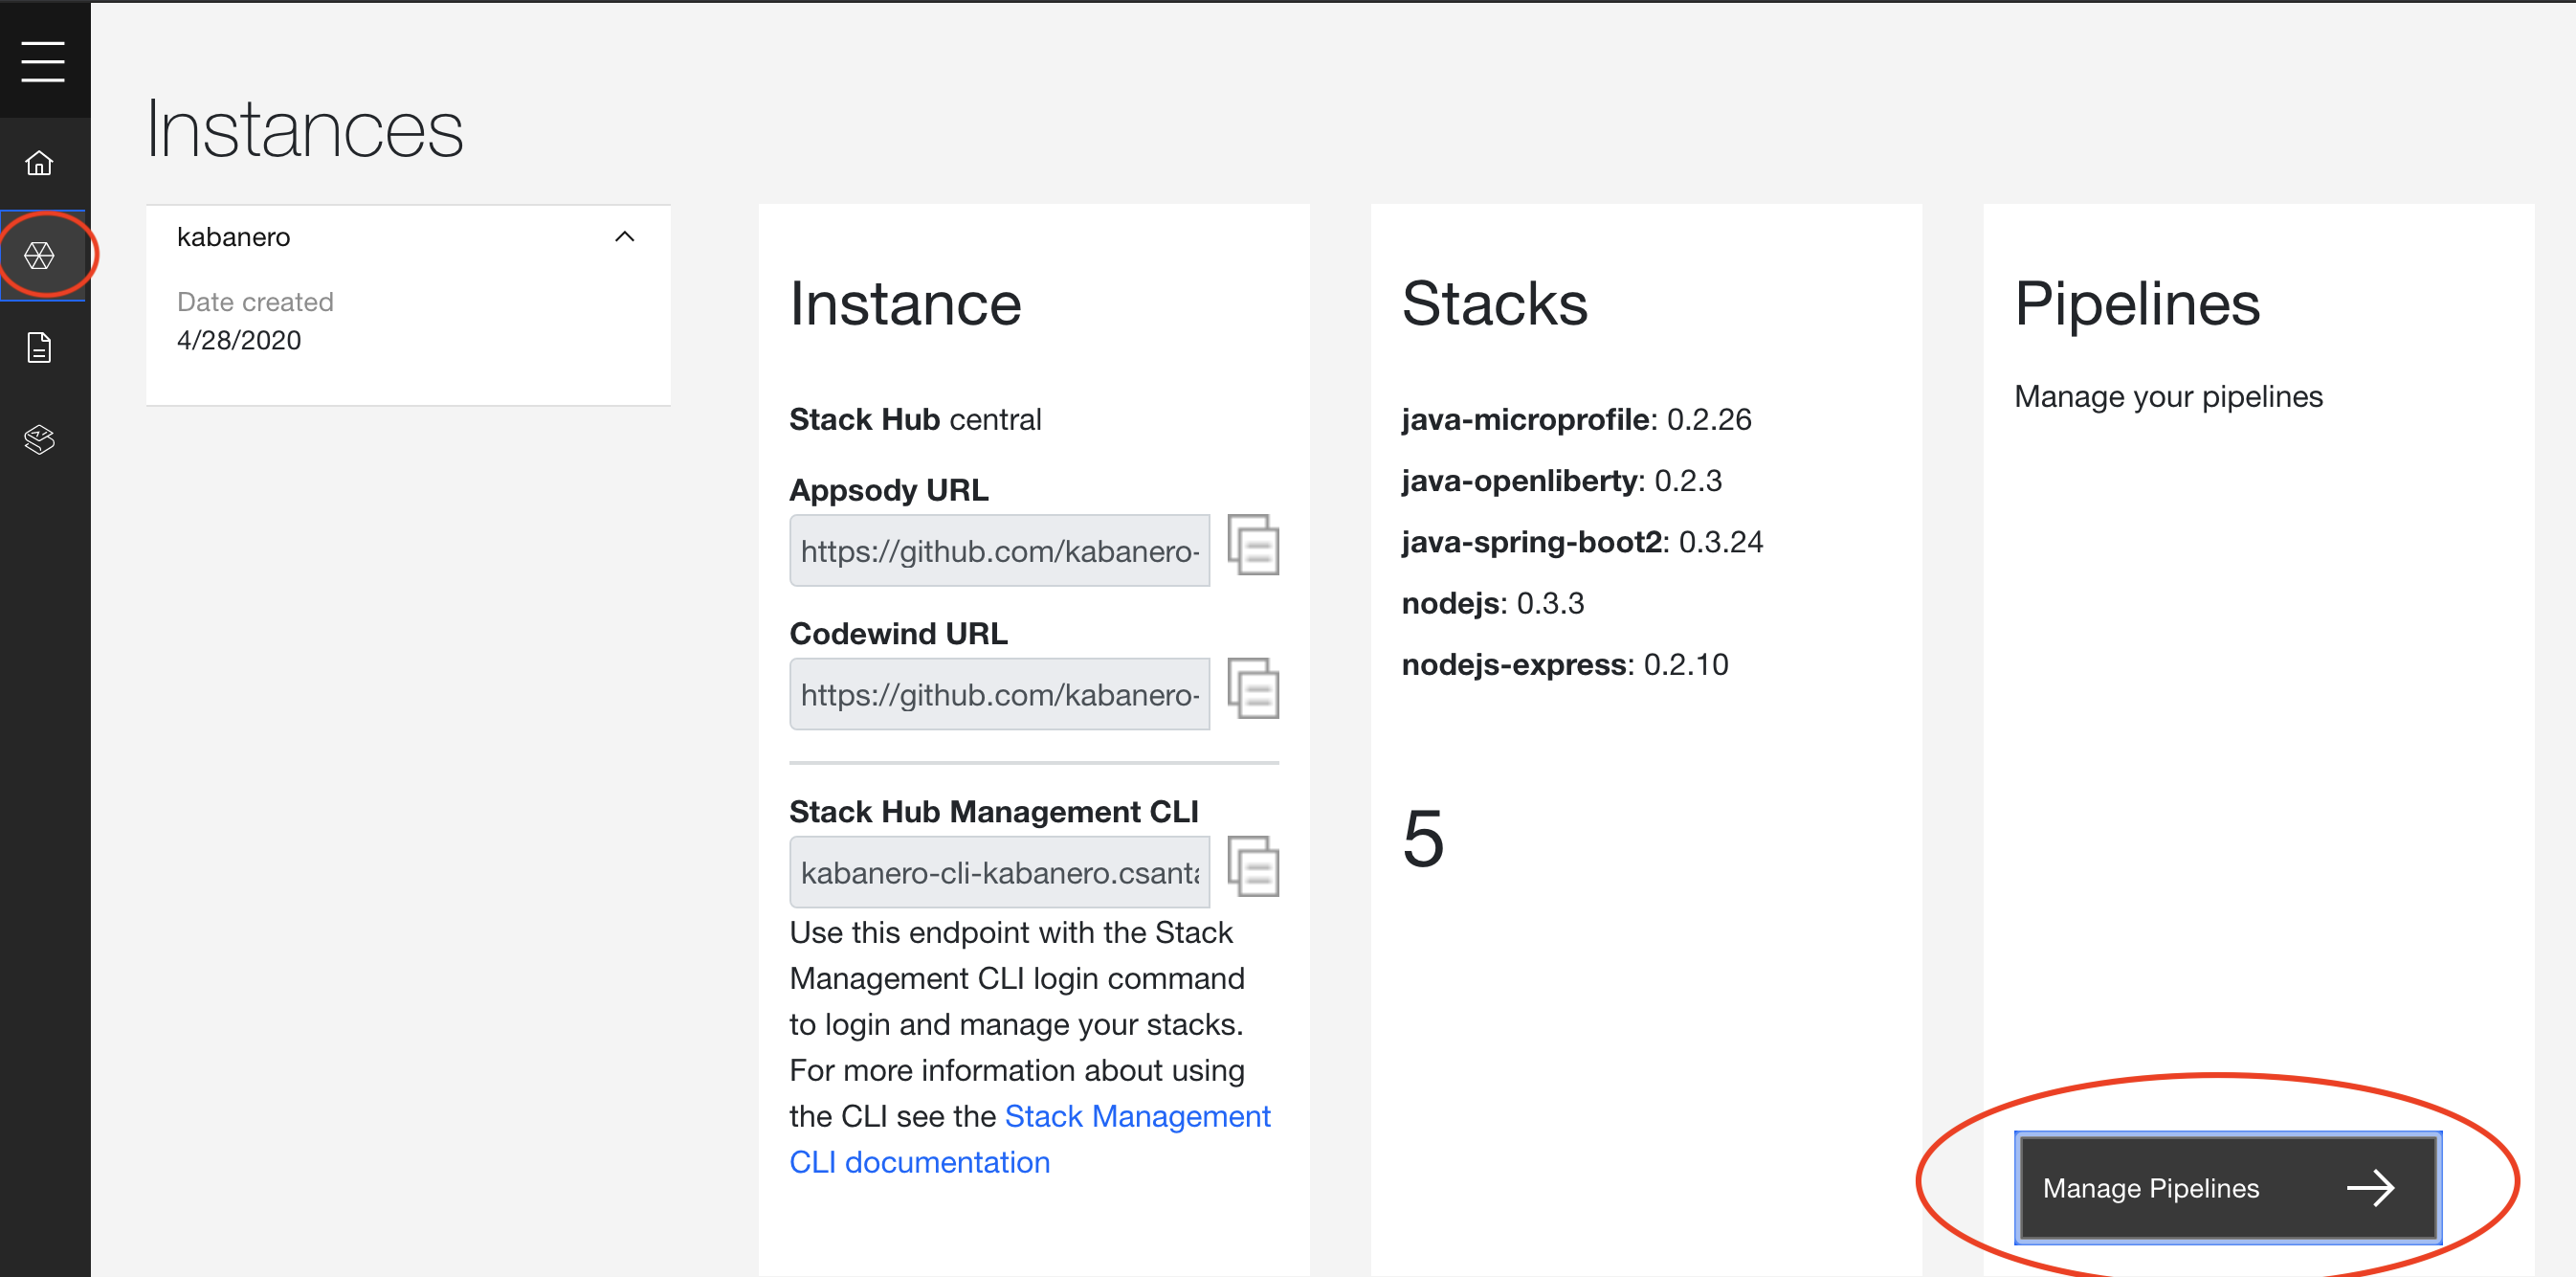 Instances
kabanero
Date created
4/28/2020
Instance
Stack Hub central
Appsody URL
https://github.com/kabanero-
Codewind URL
https://github.com/kabanero-
Stack Hub Management CLI
kabanero-cli-kabanero.csanta
Use this endpoint with the Stack
Management CLI login command
to login and manage your stacks.
For more information about using
the CLI see the Stack Management
CLI documentation
Stacks
java-microprofile: 0.2.26
java-openliberty: 0.2.3
java-spring-boot2: 0.3.24
nodejs: 0.3.3
nodejs-express: 0.2.10
5
Pipelines
Manage your pipelines
Manage Pipelines